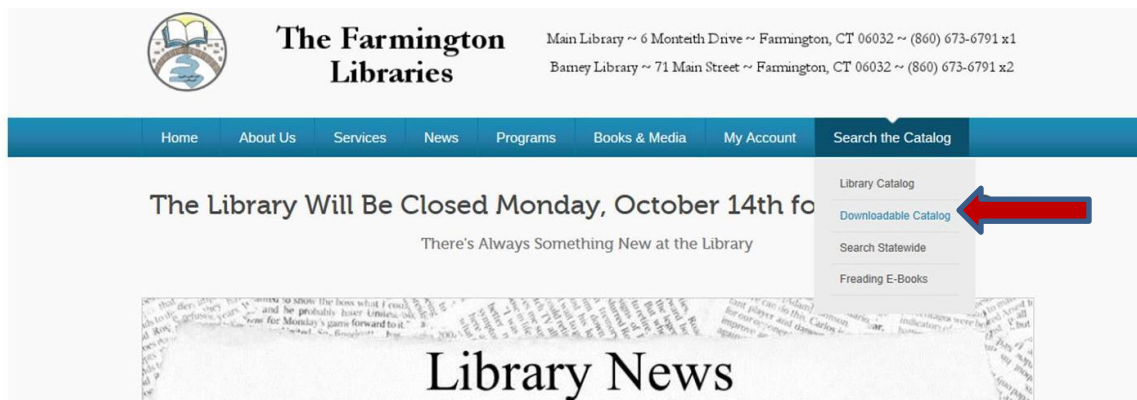 The Farmington
Libraries
Main Library ~ 6 Monteith Drive ~ Farmington, CT 06032 ~ (860) 673-6791 x1
Barney Library ~ 71 Main Street ~ Farmington, CT 06032 ~ (860) 673-6791 x2
Home About Us Services News Programs Books & Media My Account Search the Catalog
Library Catalog
Downloadable Catalog
Search Statewide
Freading E-Books
The Library Will Be Closed Monday, October 14th fo
There's Always Something New at the Library
Library News